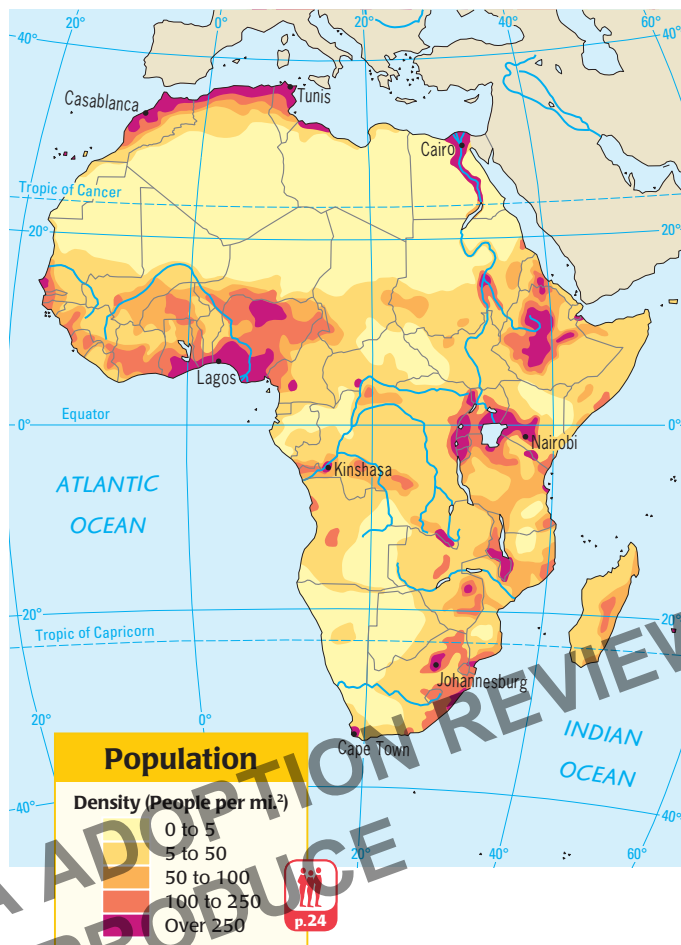 40°
20°
0°
20°
40°
60°
40°
Casablanca
Tunis
Cairo
Tropic of Cancer
20°
20°
Lagos
Equator
0°
0°
Nairobi
Kinshasa
ATLANTIC
OCEAN
20°
20°
Tropic of Capricorn
Johannesburg
20°
0°
Cape Town
INDIAN
OCEAN
40°
40°
20°
40°
60°
Population
Density (People per mi.²)
0 to 5
5 to 50
50 to 100
100 to 250
Over 250
p.24
A ADOPTION REVIEW
PRODUCE